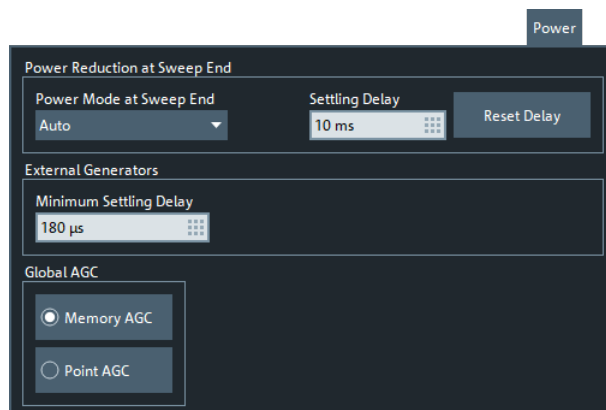 Power
Power Reduction at Sweep End
Power Mode at Sweep End
Settling Delay
Auto
10 ms
Reset Delay
External Generators
Minimum Settling Delay
180 µs
Global AGC
Memory AGC
Point AGC